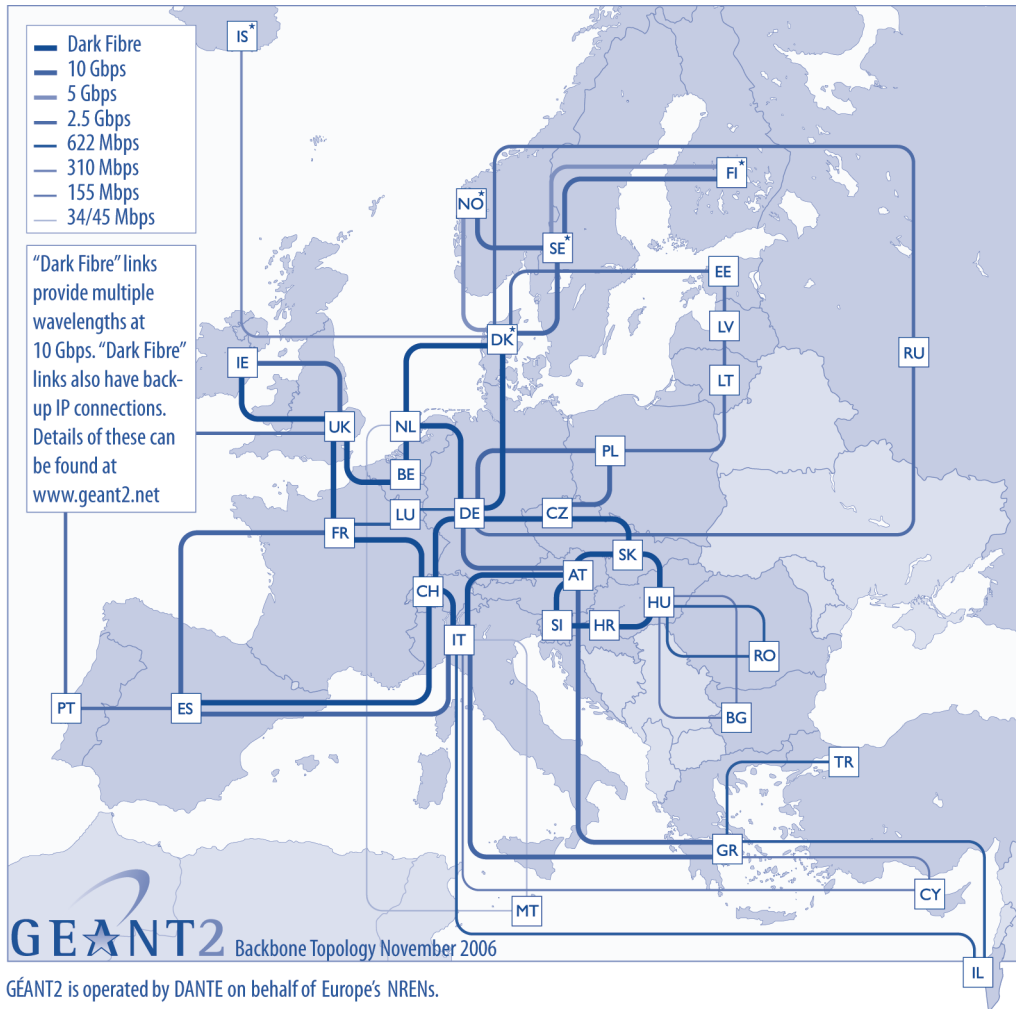 IS*
Dark Fibre
10 Gbps
5 Gbps
2.5 Gbps
622 Mbps
310 Mbps
155 Mbps
34/45 Mbps
FI*
NO*
SE*
“Dark Fibre” links
provide multiple
wavelengths at
10 Gbps. “Dark Fibre”
links also have back-
up IP connections.
Details of these can
be found at
www.geant2.net
EE
LV
DK*
RU
IE
LT
UK
NL
PL
BE
LU
DE
CZ
FR
SK
AT
CH
HU
SI
HR
IT
RO
PT
ES
BG
TR
GR
CY
MT
GEANT2 Backbone Topology November 2006
IL
GÉANT2 is operated by DANTE on behalf of Europe’s NRENs.